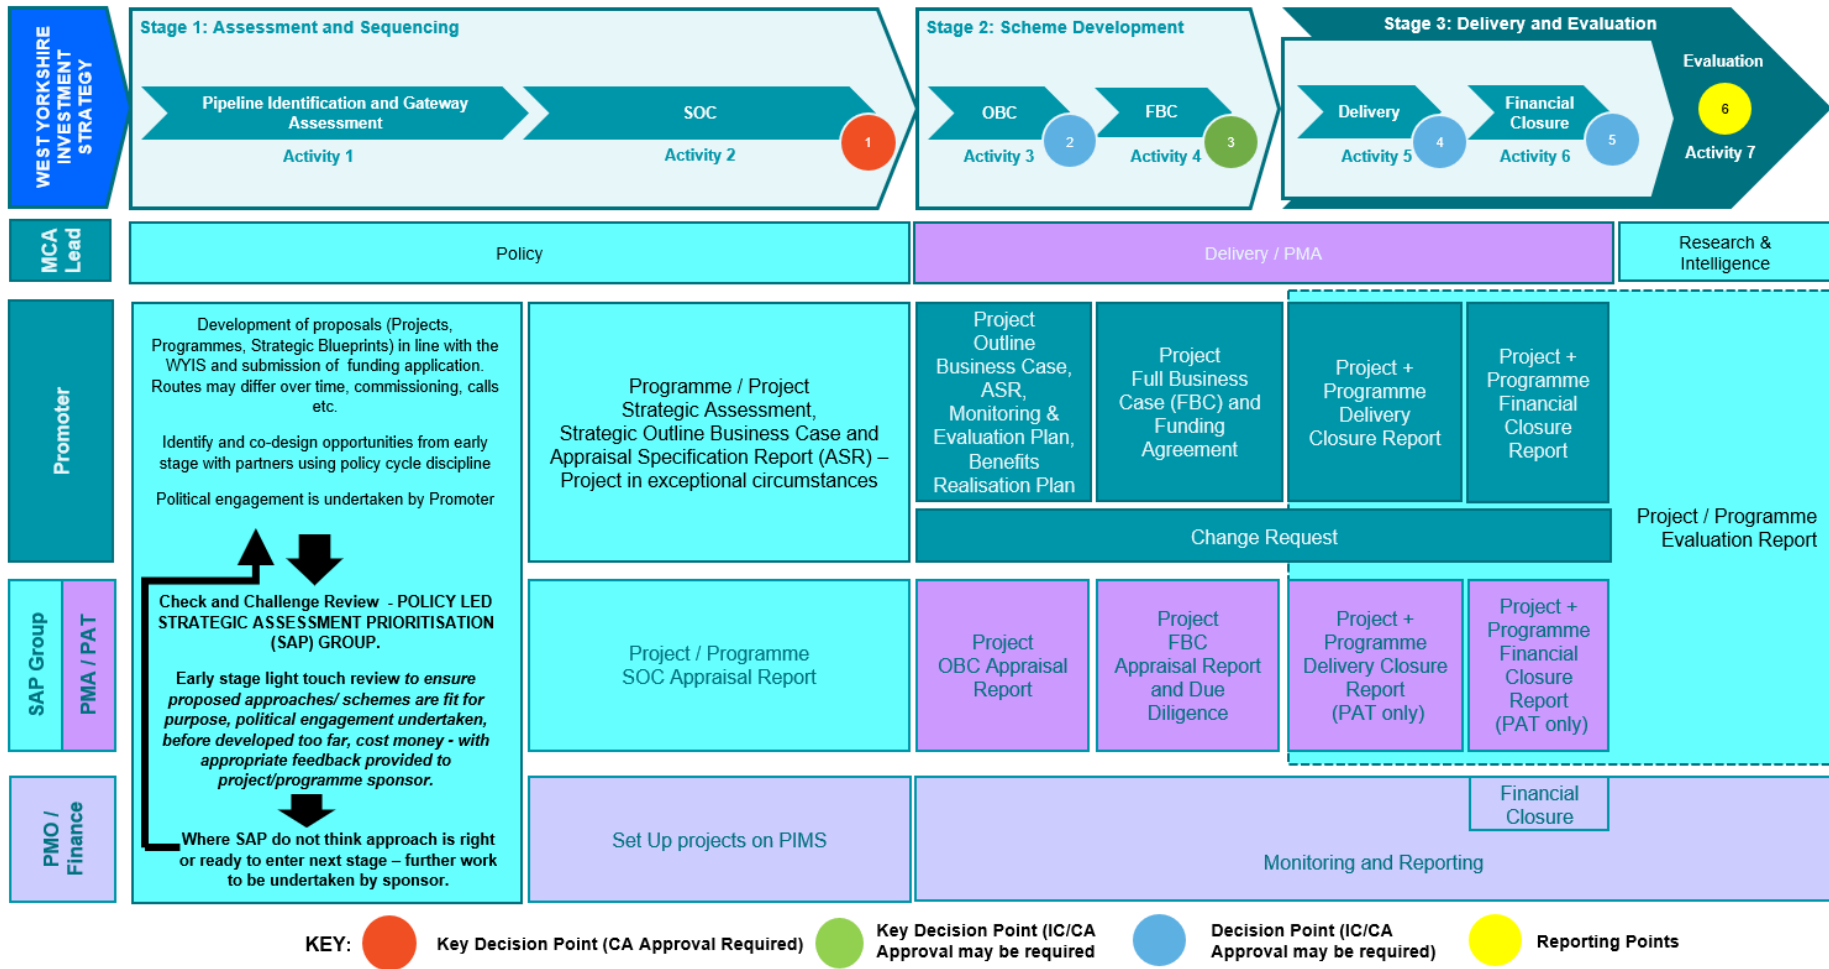 WEST YORKSHIRE
INVESTMENT
STRATEGY
Stage 1: Assessment and Sequencing
Pipeline Identification and Gateway
Assessment
Activity 1
SOC
Activity 2
1
Stage 2: Scheme Development
OBC
Activity 3
2
FBC
Activity 4
3
Stage 3: Delivery and Evaluation
Delivery
Activity 5
4
Financial
Closure
Activity 6
5
Evaluation
6
Activity 7
MCA
Lead
Policy
Delivery / PMA
Research &
Intelligence
Promoter
Development of proposals (Projects,
Programmes, Strategic Blueprints) in line with the
WYIS and submission of funding application.
Routes may differ over time, commissioning, calls
etc.
Identify and co-design opportunities from early
stage with partners using policy cycle discipline
Political engagement is undertaken by Promoter
Check and Challenge Review - POLICY LED
STRATEGIC ASSESSMENT PRIORITISATION
(SAP) GROUP.
Early stage light touch review to ensure
proposed approaches/ schemes are fit for
purpose, political engagement undertaken,
before developed too far, cost money - with
appropriate feedback provided to
project/programme sponsor.
Where SAP do not think approach is right
or ready to enter next stage – further work
to be undertaken by sponsor.
Programme / Project
Strategic Assessment,
Strategic Outline Business Case and
Appraisal Specification Report (ASR) –
Project in exceptional circumstances
Project
Outline
Business Case,
ASR,
Monitoring &
Evaluation Plan,
Benefits
Realisation Plan
Project
Full Business
Case (FBC) and
Funding
Agreement
Project +
Programme
Delivery
Closure Report
Project +
Programme
Financial
Closure
Report
Change Request
Project / Programme
Evaluation Report
SAP Group
PMA / PAT
Project / Programme
SOC Appraisal Report
Project
OBC Appraisal
Report
Project
FBC
Appraisal Report
and Due
Diligence
Project +
Programme
Delivery Closure
Report
(PAT only)
Project +
Programme
Financial
Closure
Report
(PAT only)
PMO /
Finance
Set Up projects on PIMS
Financial
Closure
Monitoring and Reporting
KEY:
Key Decision Point (CA Approval Required)
Key Decision Point (IC/CA
Approval may be required
Decision Point (IC/CA
Approval may be required)
Reporting Points